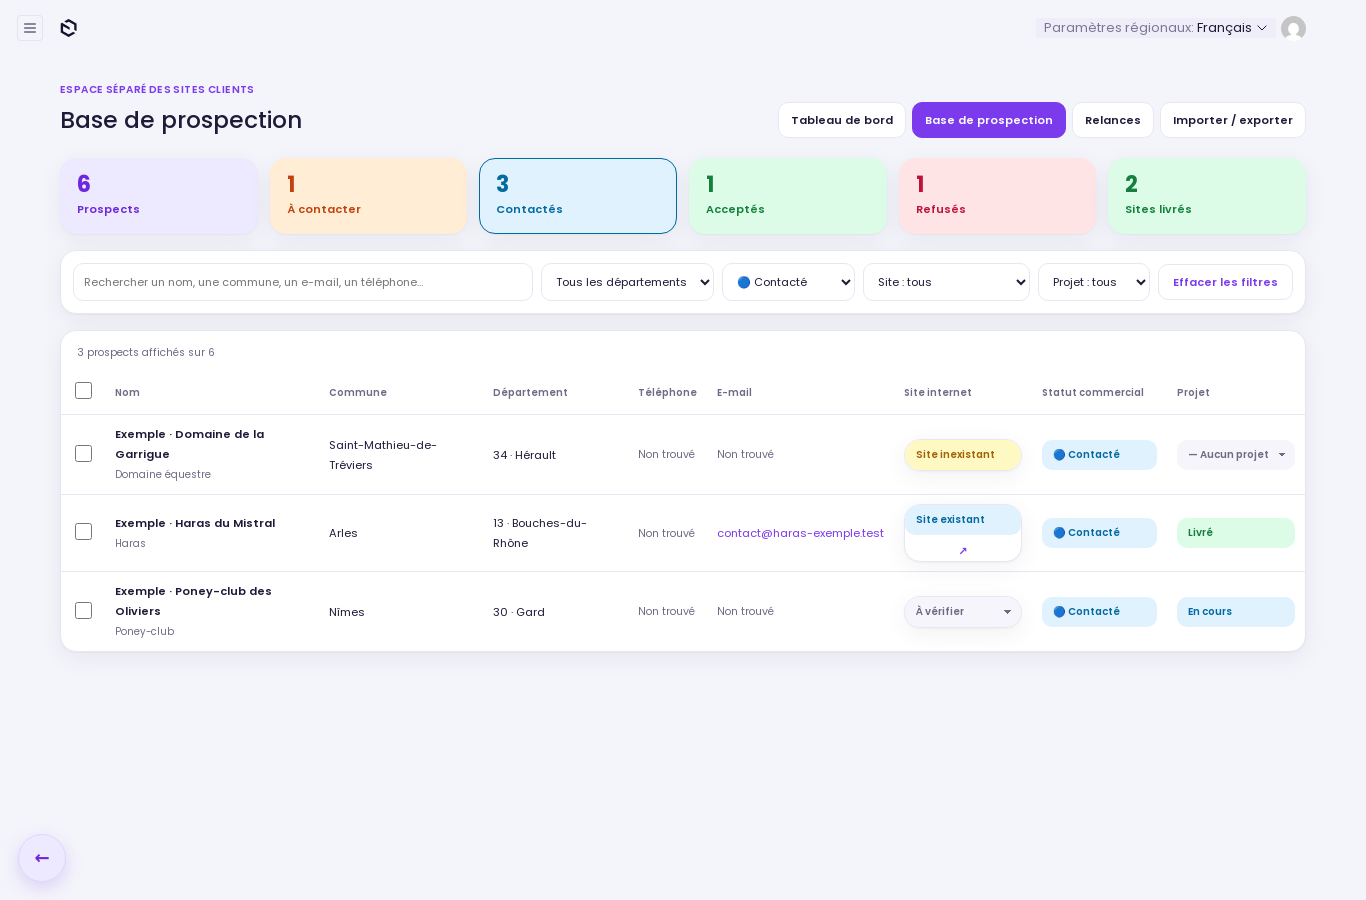 Paramètres régionaux: Français
ESPACE SÉPARÉ DES SITES CLIENTS
Base de prospection
Tableau de bord
Base de prospection
Relances
Importer / exporter
6
Prospects
1
À contacter
3
Contactés
1
Acceptés
1
Refusés
2
Sites livrés
Rechercher un nom, une commune, un e-mail, un téléphone…
Tous les départements
🔵 Contacté
Site : tous
Projet : tous
Effacer les filtres
3 prospects affichés sur 6
Nom
Commune
Département
Téléphone
E-mail
Site internet
Statut commercial
Projet
Exemple · Domaine de la
Garrigue
Domaine équestre
Saint-Mathieu-de-
Tréviers
34 · Hérault
Non trouvé
Non trouvé
Site inexistant
🔵 Contacté
— Aucun projet
Exemple · Haras du Mistral
Haras
Arles
13 · Bouches-du-
Rhône
Non trouvé
contact@haras-exemple.test
Site existant
↗
🔵 Contacté
Livré
Exemple · Poney-club des
Oliviers
Poney-club
Nîmes
30 · Gard
Non trouvé
Non trouvé
À vérifier
🔵 Contacté
En cours
←